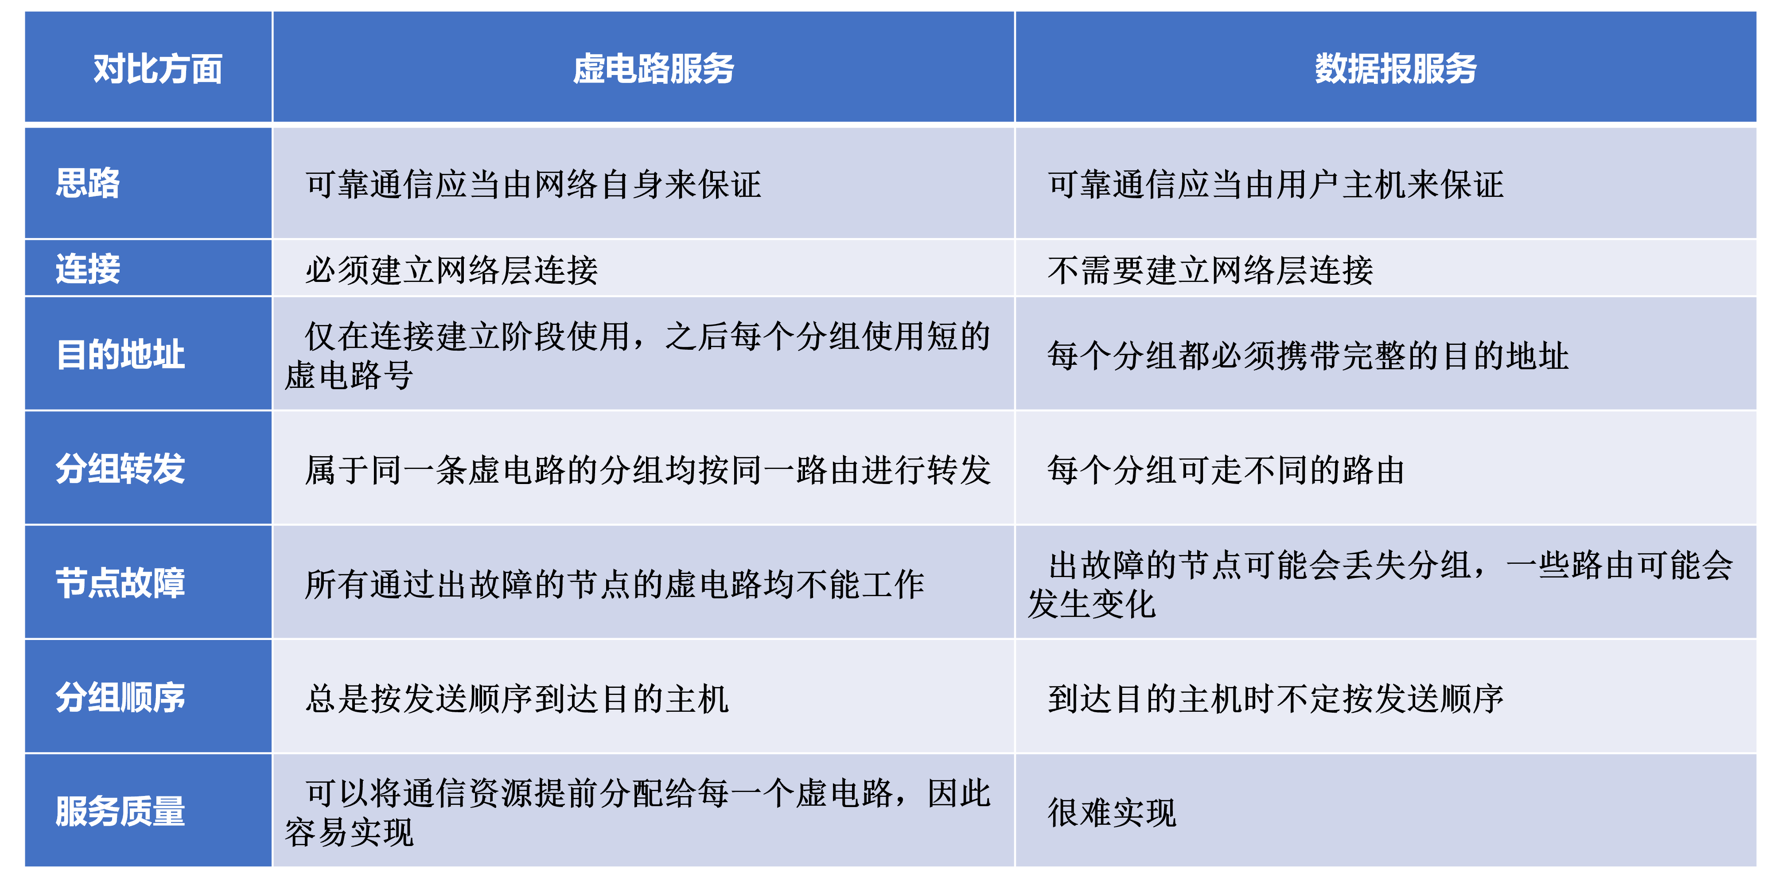 对比方面
虚电路服务
数据报服务
思路
可靠通信应当由网络自身来保证
可靠通信应当由用户主机来保证
连接
必须建立网络层连接
不需要建立网络层连接
目的地址
仅在连接建立阶段使用，之后每个分组使用短的
虚电路号
每个分组都必须携带完整的目的地址
分组转发
属于同一条虚电路的分组均按同一路由进行转发
每个分组可走不同的路由
节点故障
所有通过出故障的节点的虚电路均不能工作
出故障的节点可能会丢失分组，一些路由可能会
发生变化
分组顺序
总是按发送顺序到达目的主机
到达目的主机时不定按发送顺序
服务质量
可以将通信资源提前分配给每一个虚电路，因此
容易实现
很难实现